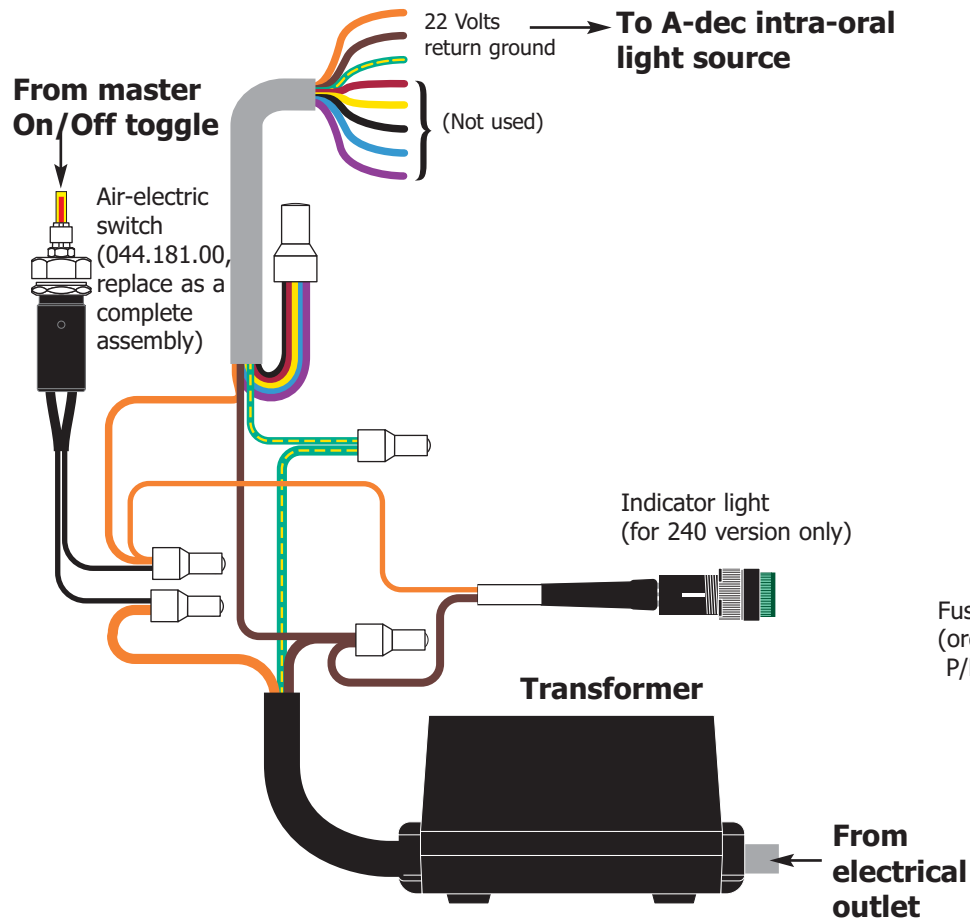 22 Volts
return ground
To A-dec intra-oral
light source
From master
On/Off toggle
(Not used)
Air-electric
switch
(044.181.00,
replace as a
complete
assembly)
Indicator light
(for 240 version only)
Transformer
From
electrical
outlet